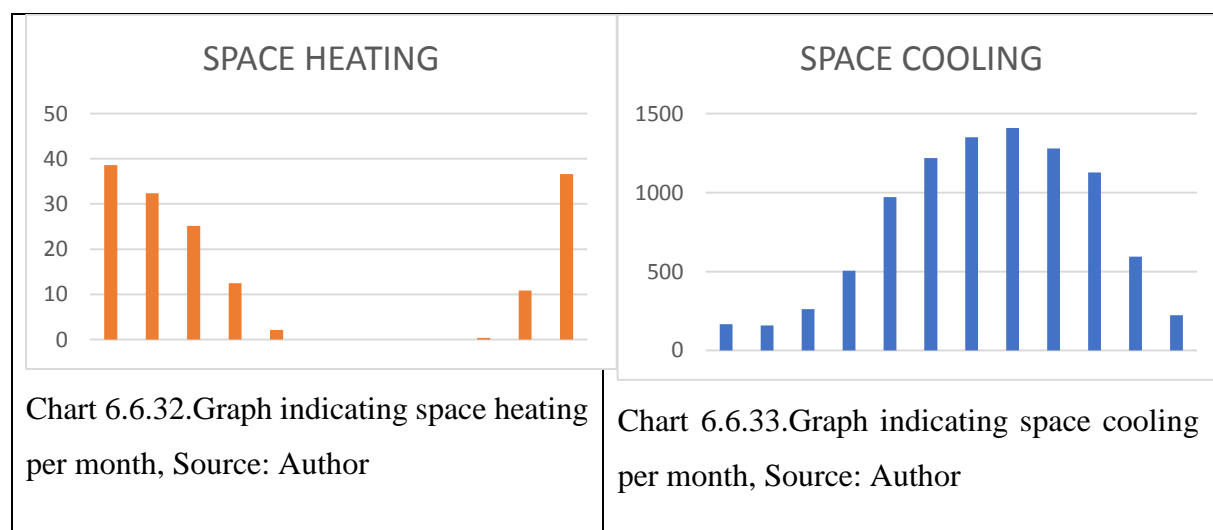 SPACE HEATING
50
40
30
20
10
0
Chart 6.6.32.Graph indicating space heating
per month, Source: Author
SPACE COOLING
1500
1000
500
0
Chart 6.6.33.Graph indicating space cooling
per month, Source: Author